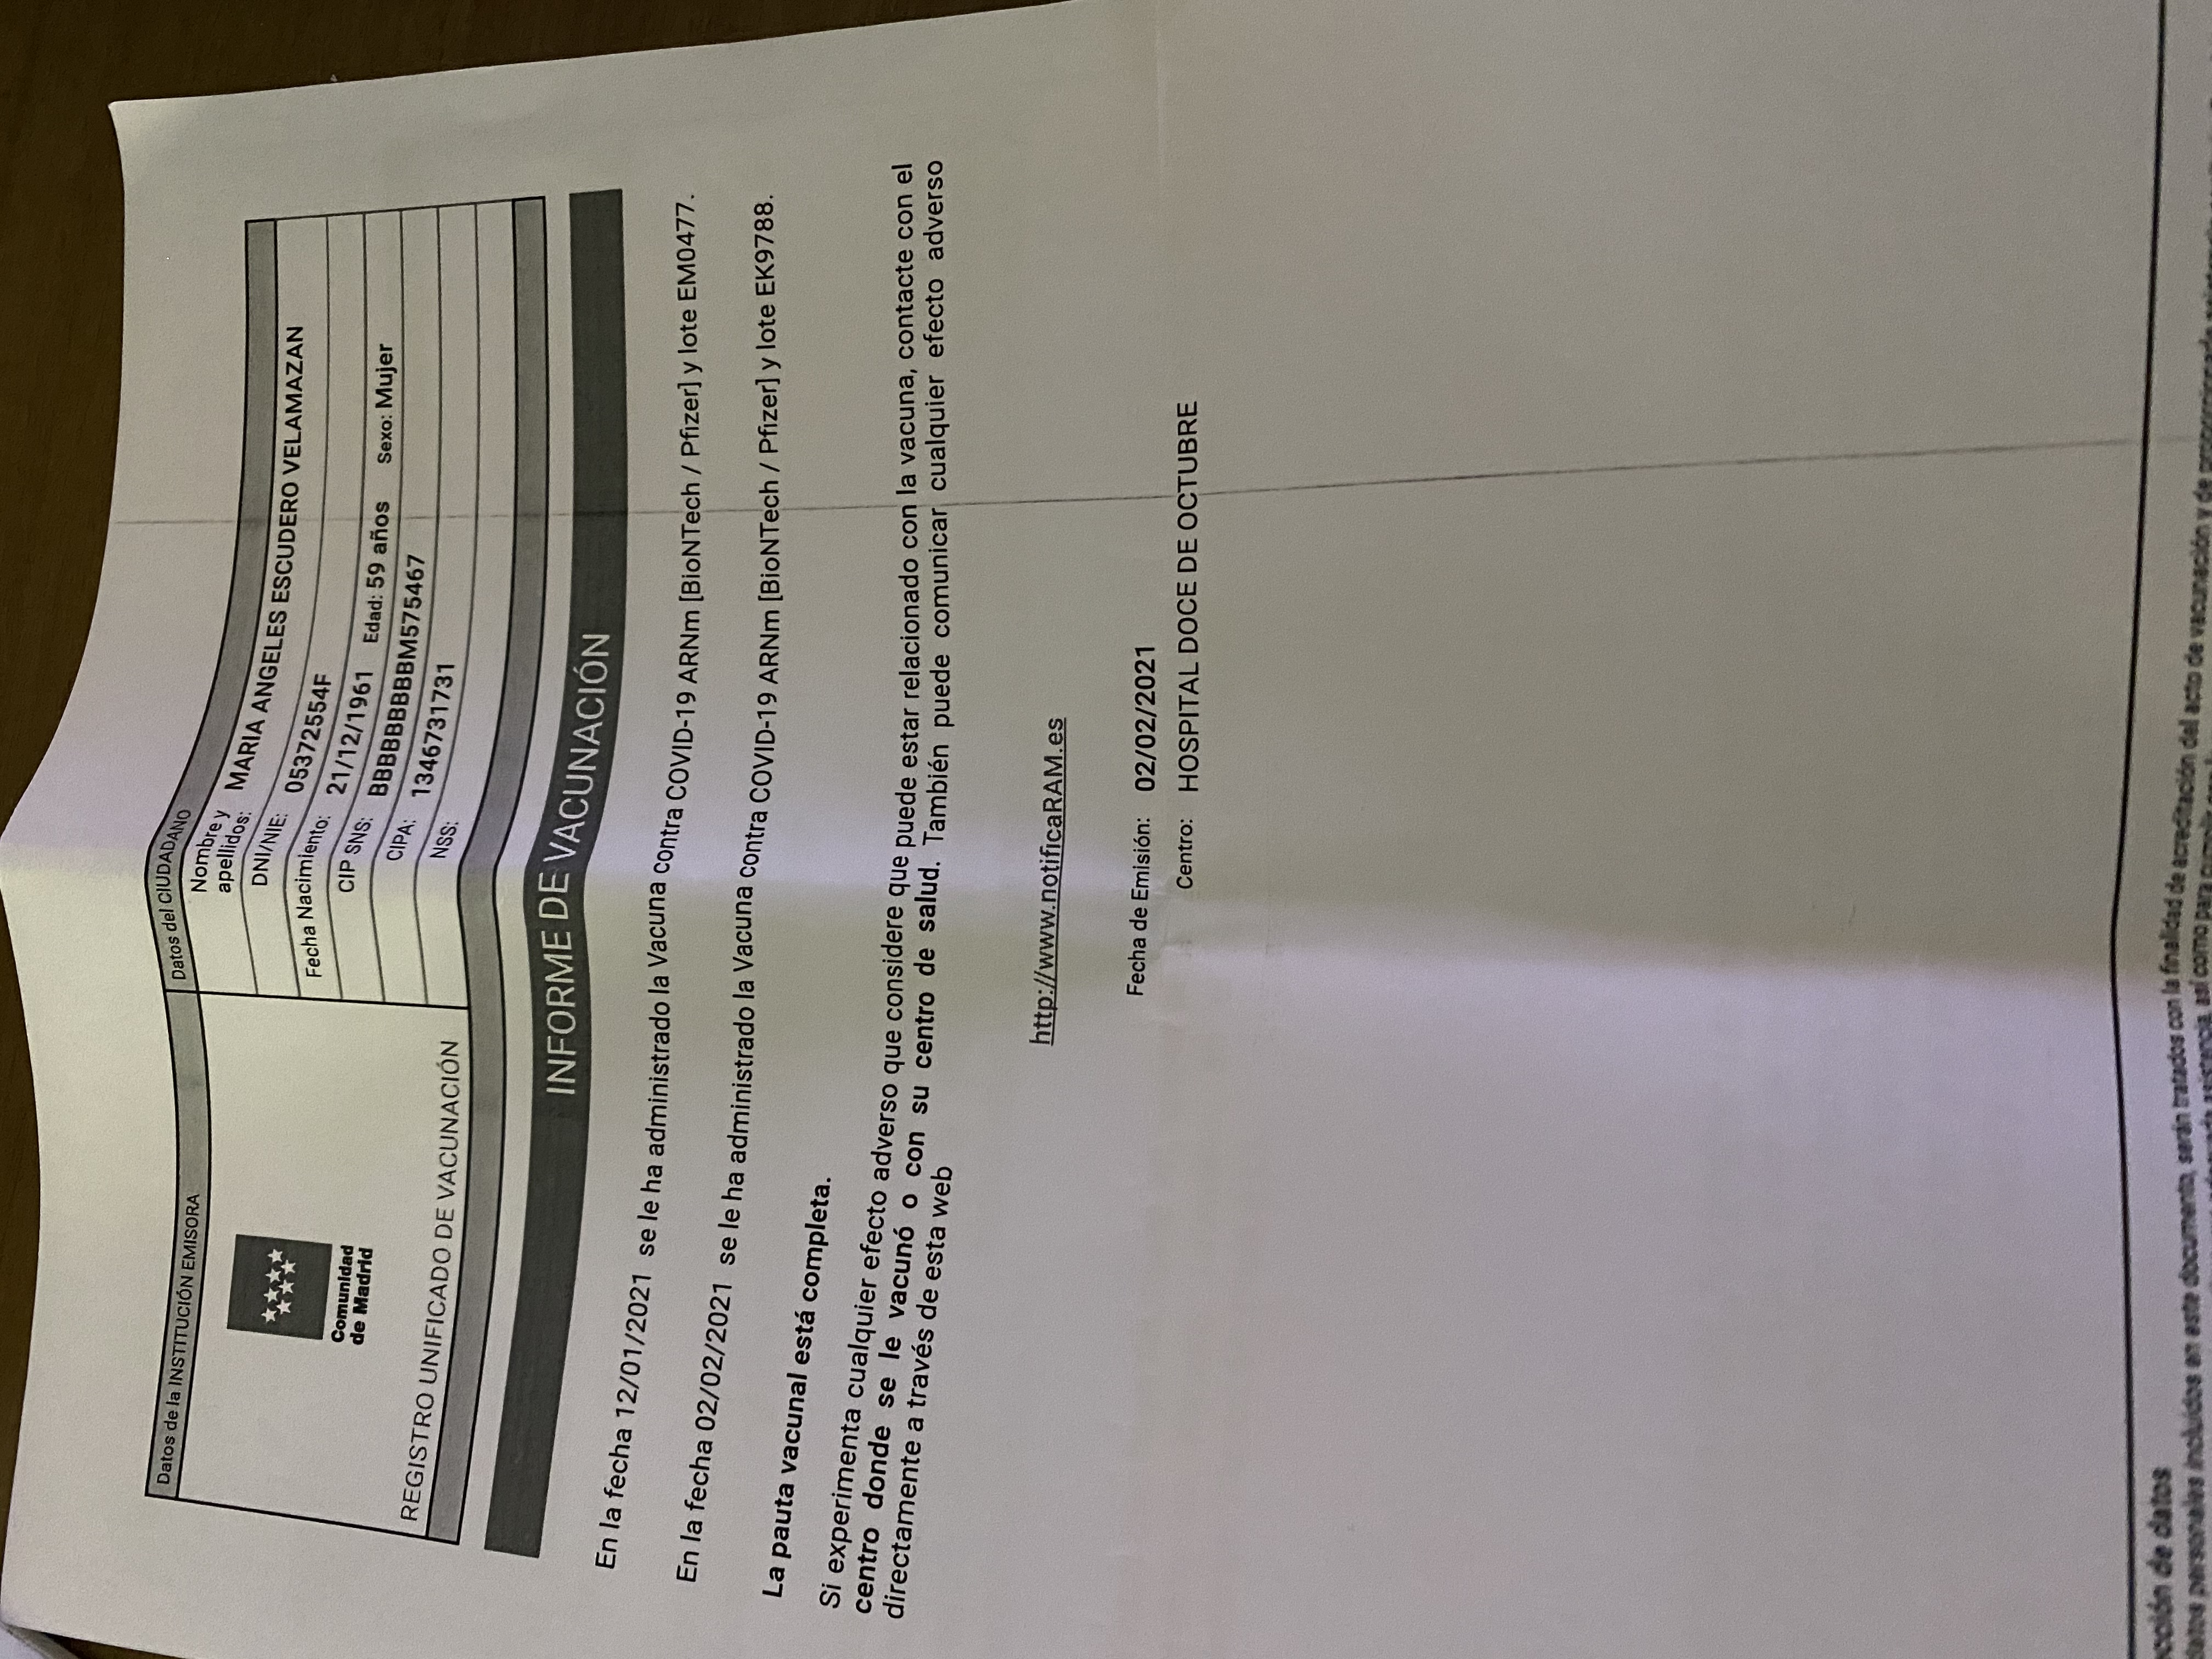 Datos de la INSTITUCIÓN EMISORA
Comunidad
de Madrid
REGISTRO UNIFICADO DE VACUNACIÓN
Datos del CIUDADANO
Nombre y apellidos: MARIA ANGELES ESCUDERO VELAMAZAN
DNI/NIE: 05372554F
Fecha Nacimiento: 21/12/1961 Edad: 59 años Sexo: Mujer
CIP SNS: BBBBBBBBBM575467
CIPA: 1346731731
NSS:
INFORME DE VACUNACIÓN
En la fecha 12/01/2021 se le ha administrado la Vacuna contra COVID-19 ARNm [BioNTech / Pfizer] y lote EM0477.
En la fecha 02/02/2021 se le ha administrado la Vacuna contra COVID-19 ARNm [BioNTech / Pfizer] y lote EK9788.
La pauta vacunal está completa.
Si experimenta cualquier efecto adverso que considere que puede estar relacionado con la vacuna, contacte con el
centro donde se le vacunó o con su centro de salud. También puede comunicar cualquier efecto adverso
directamente a través de esta web
http://www.notificaRAM.es
Fecha de Emisión: 02/02/2021
Centro: HOSPITAL DOCE DE OCTUBRE
de datos
datos personales incluidos en este documento, serán tratados con la finalidad de acreditación del acto de vacunación y de
asistencia, así como para cumplir